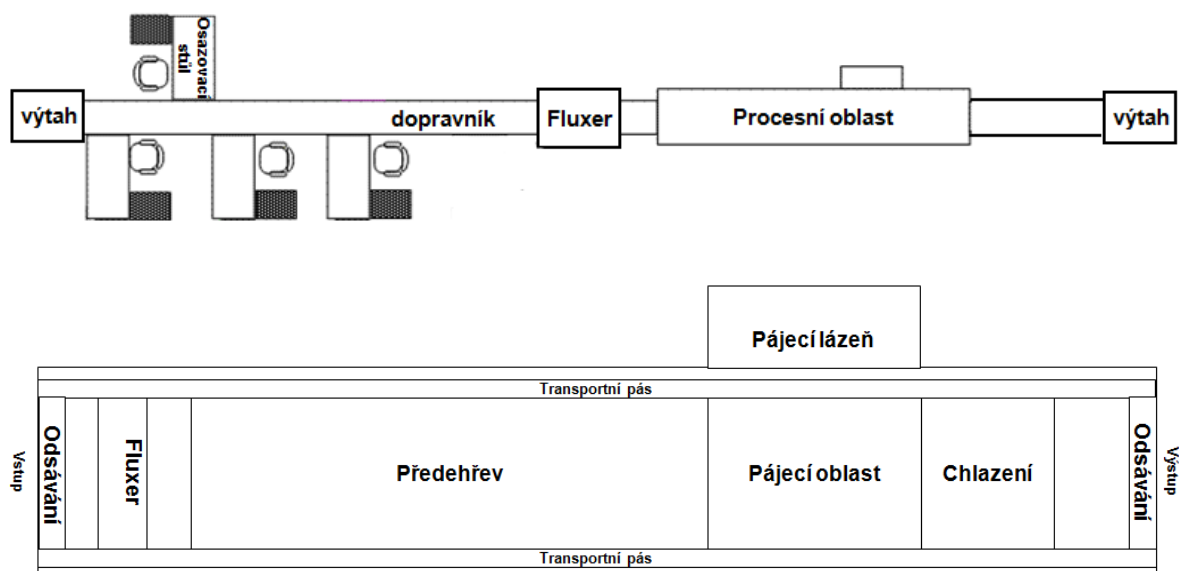 Osazovací
stůl
výtah
dopravník
Fluxer
Procesní oblast
výtah
Pájecí lázeň
Transportní pás
Vstup
Odsávání
Fluxer
Předehřev
Pájecí oblast
Chlazení
Odsávání
Výstup
Transportní pás